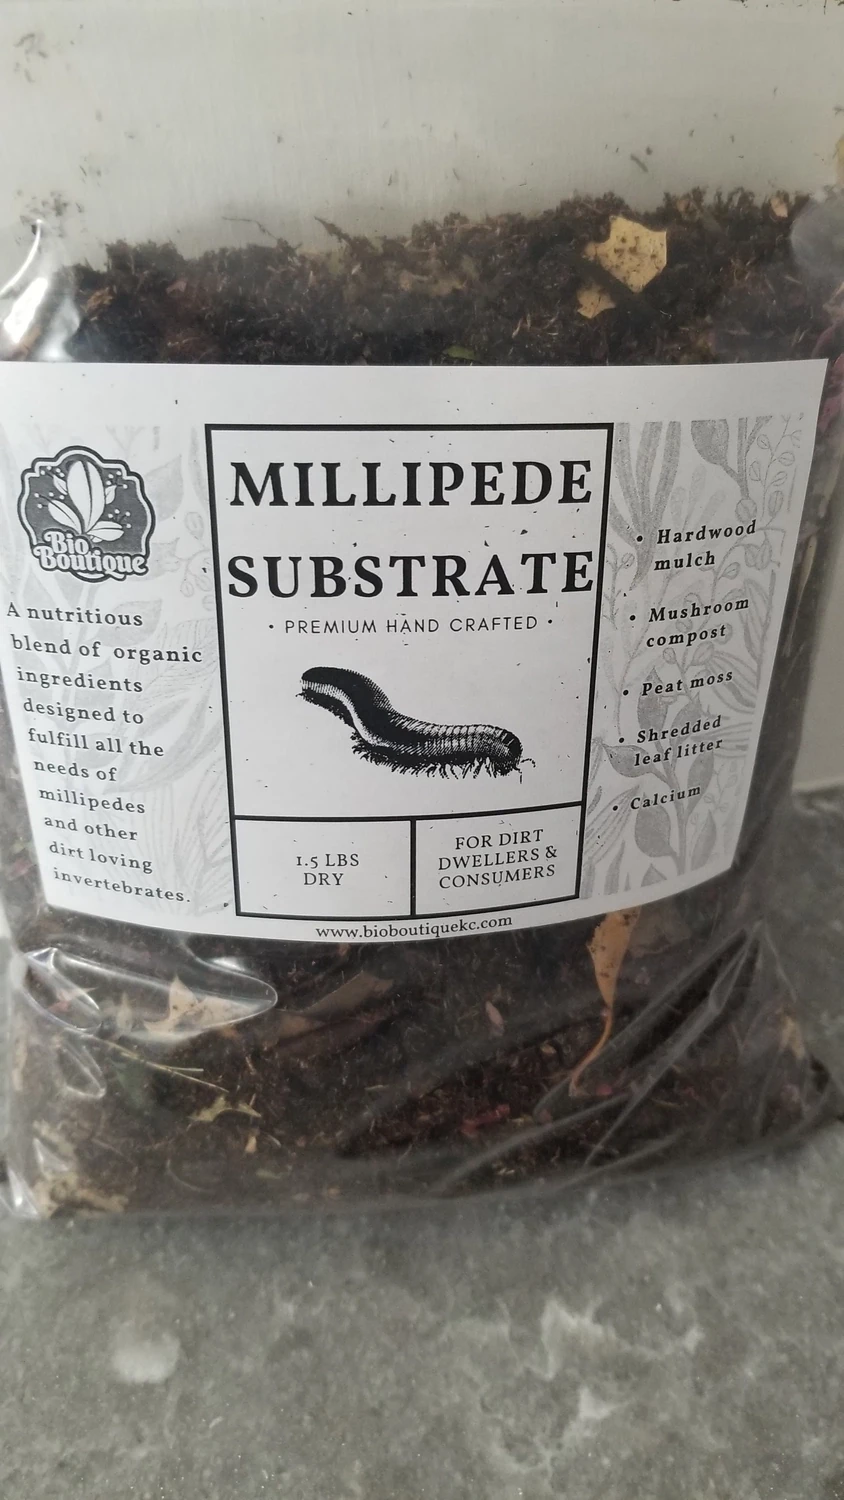 Bio
Boutique
A nutritious
blend of organic
ingredients
designed to
fulfill all the
needs of
millipedes
and other
dirt loving
invertebrates.
MILLIPEDE
SUBSTRATE
• PREMIUM HAND CRAFTED •
1.5 LBS
DRY
FOR DIRT
DWELLERS &
CONSUMERS
• Hardwood
mulch
• Mushroom
compost
• Peat moss
• Shredded
leaf litter
• Calcium
www.bioboutiquekc.com